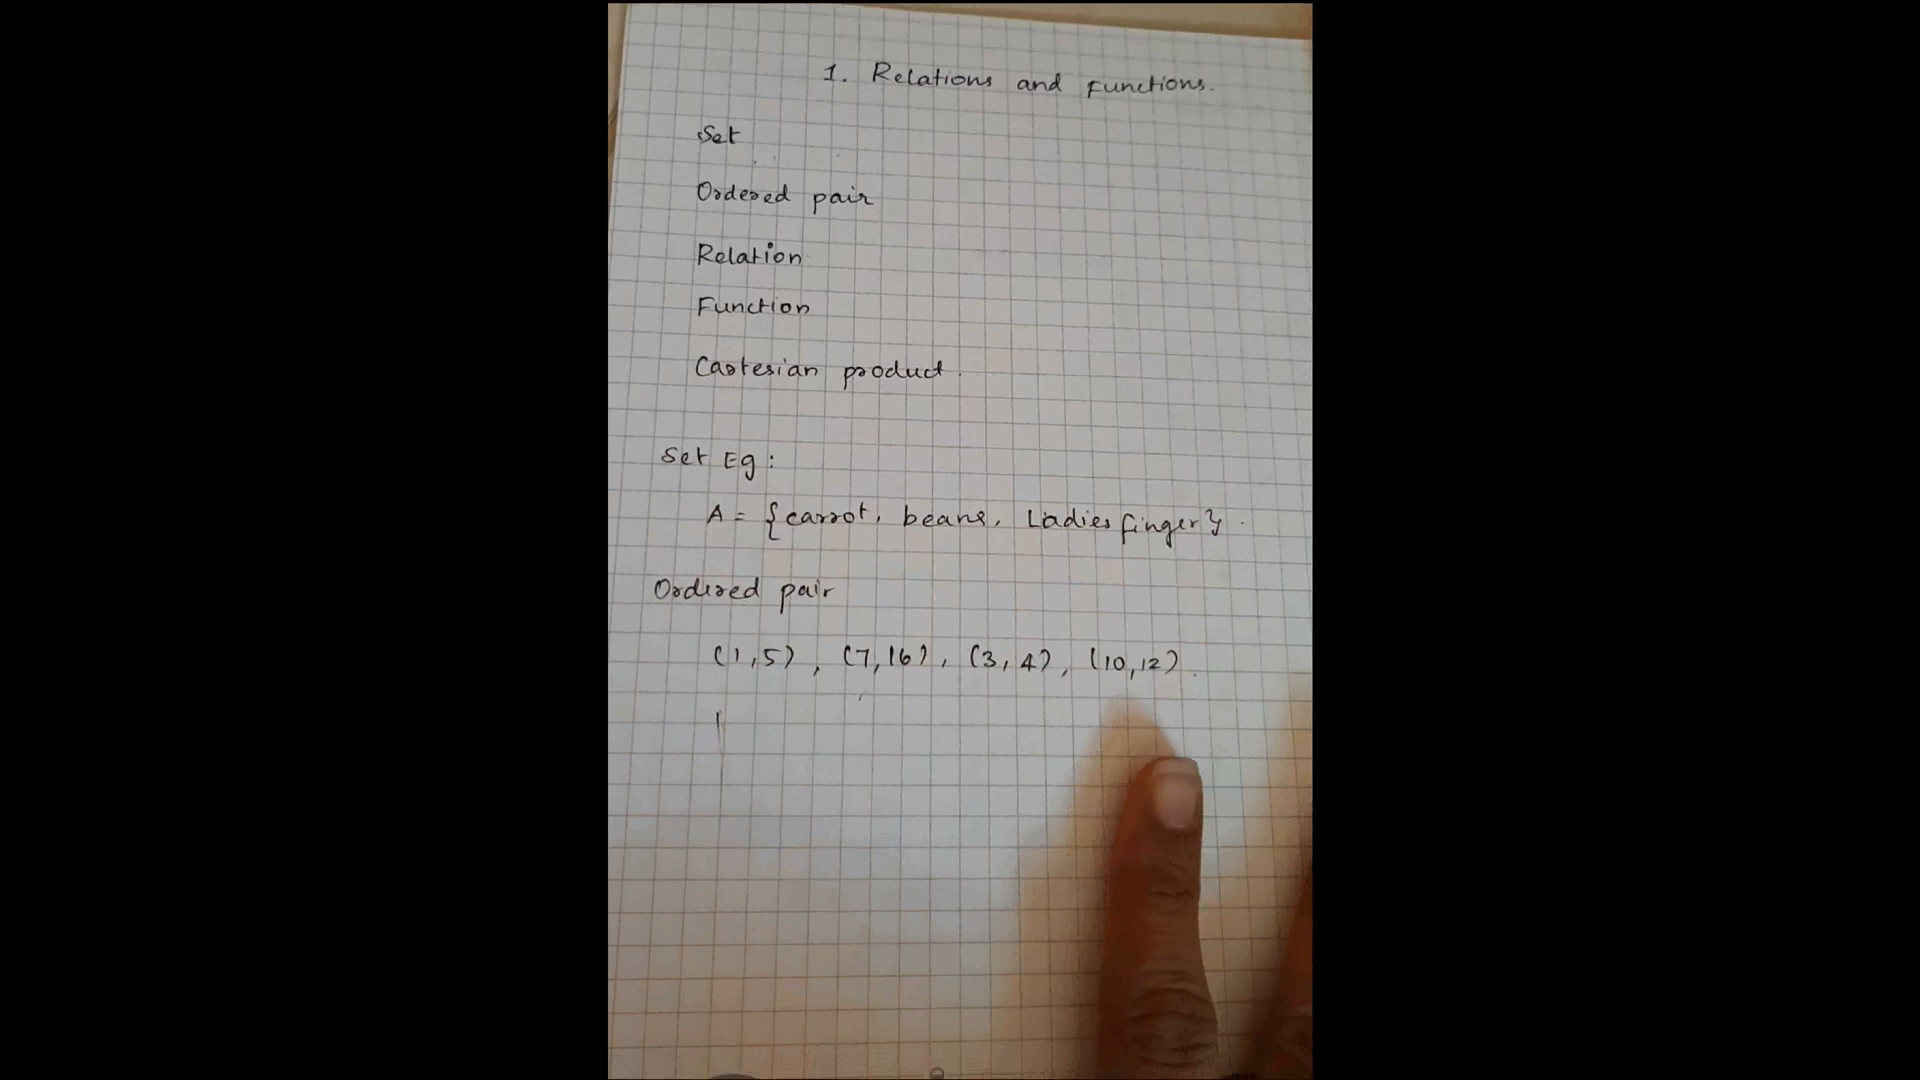 1. Relations and Functions.
Set
Ordered pair
Relation
Function
Cartesian product.
Set Eg:
A = {carrot, beans, Ladies finger}.
Ordered pair
(1,5), (7,16), (3,4), (10,12).